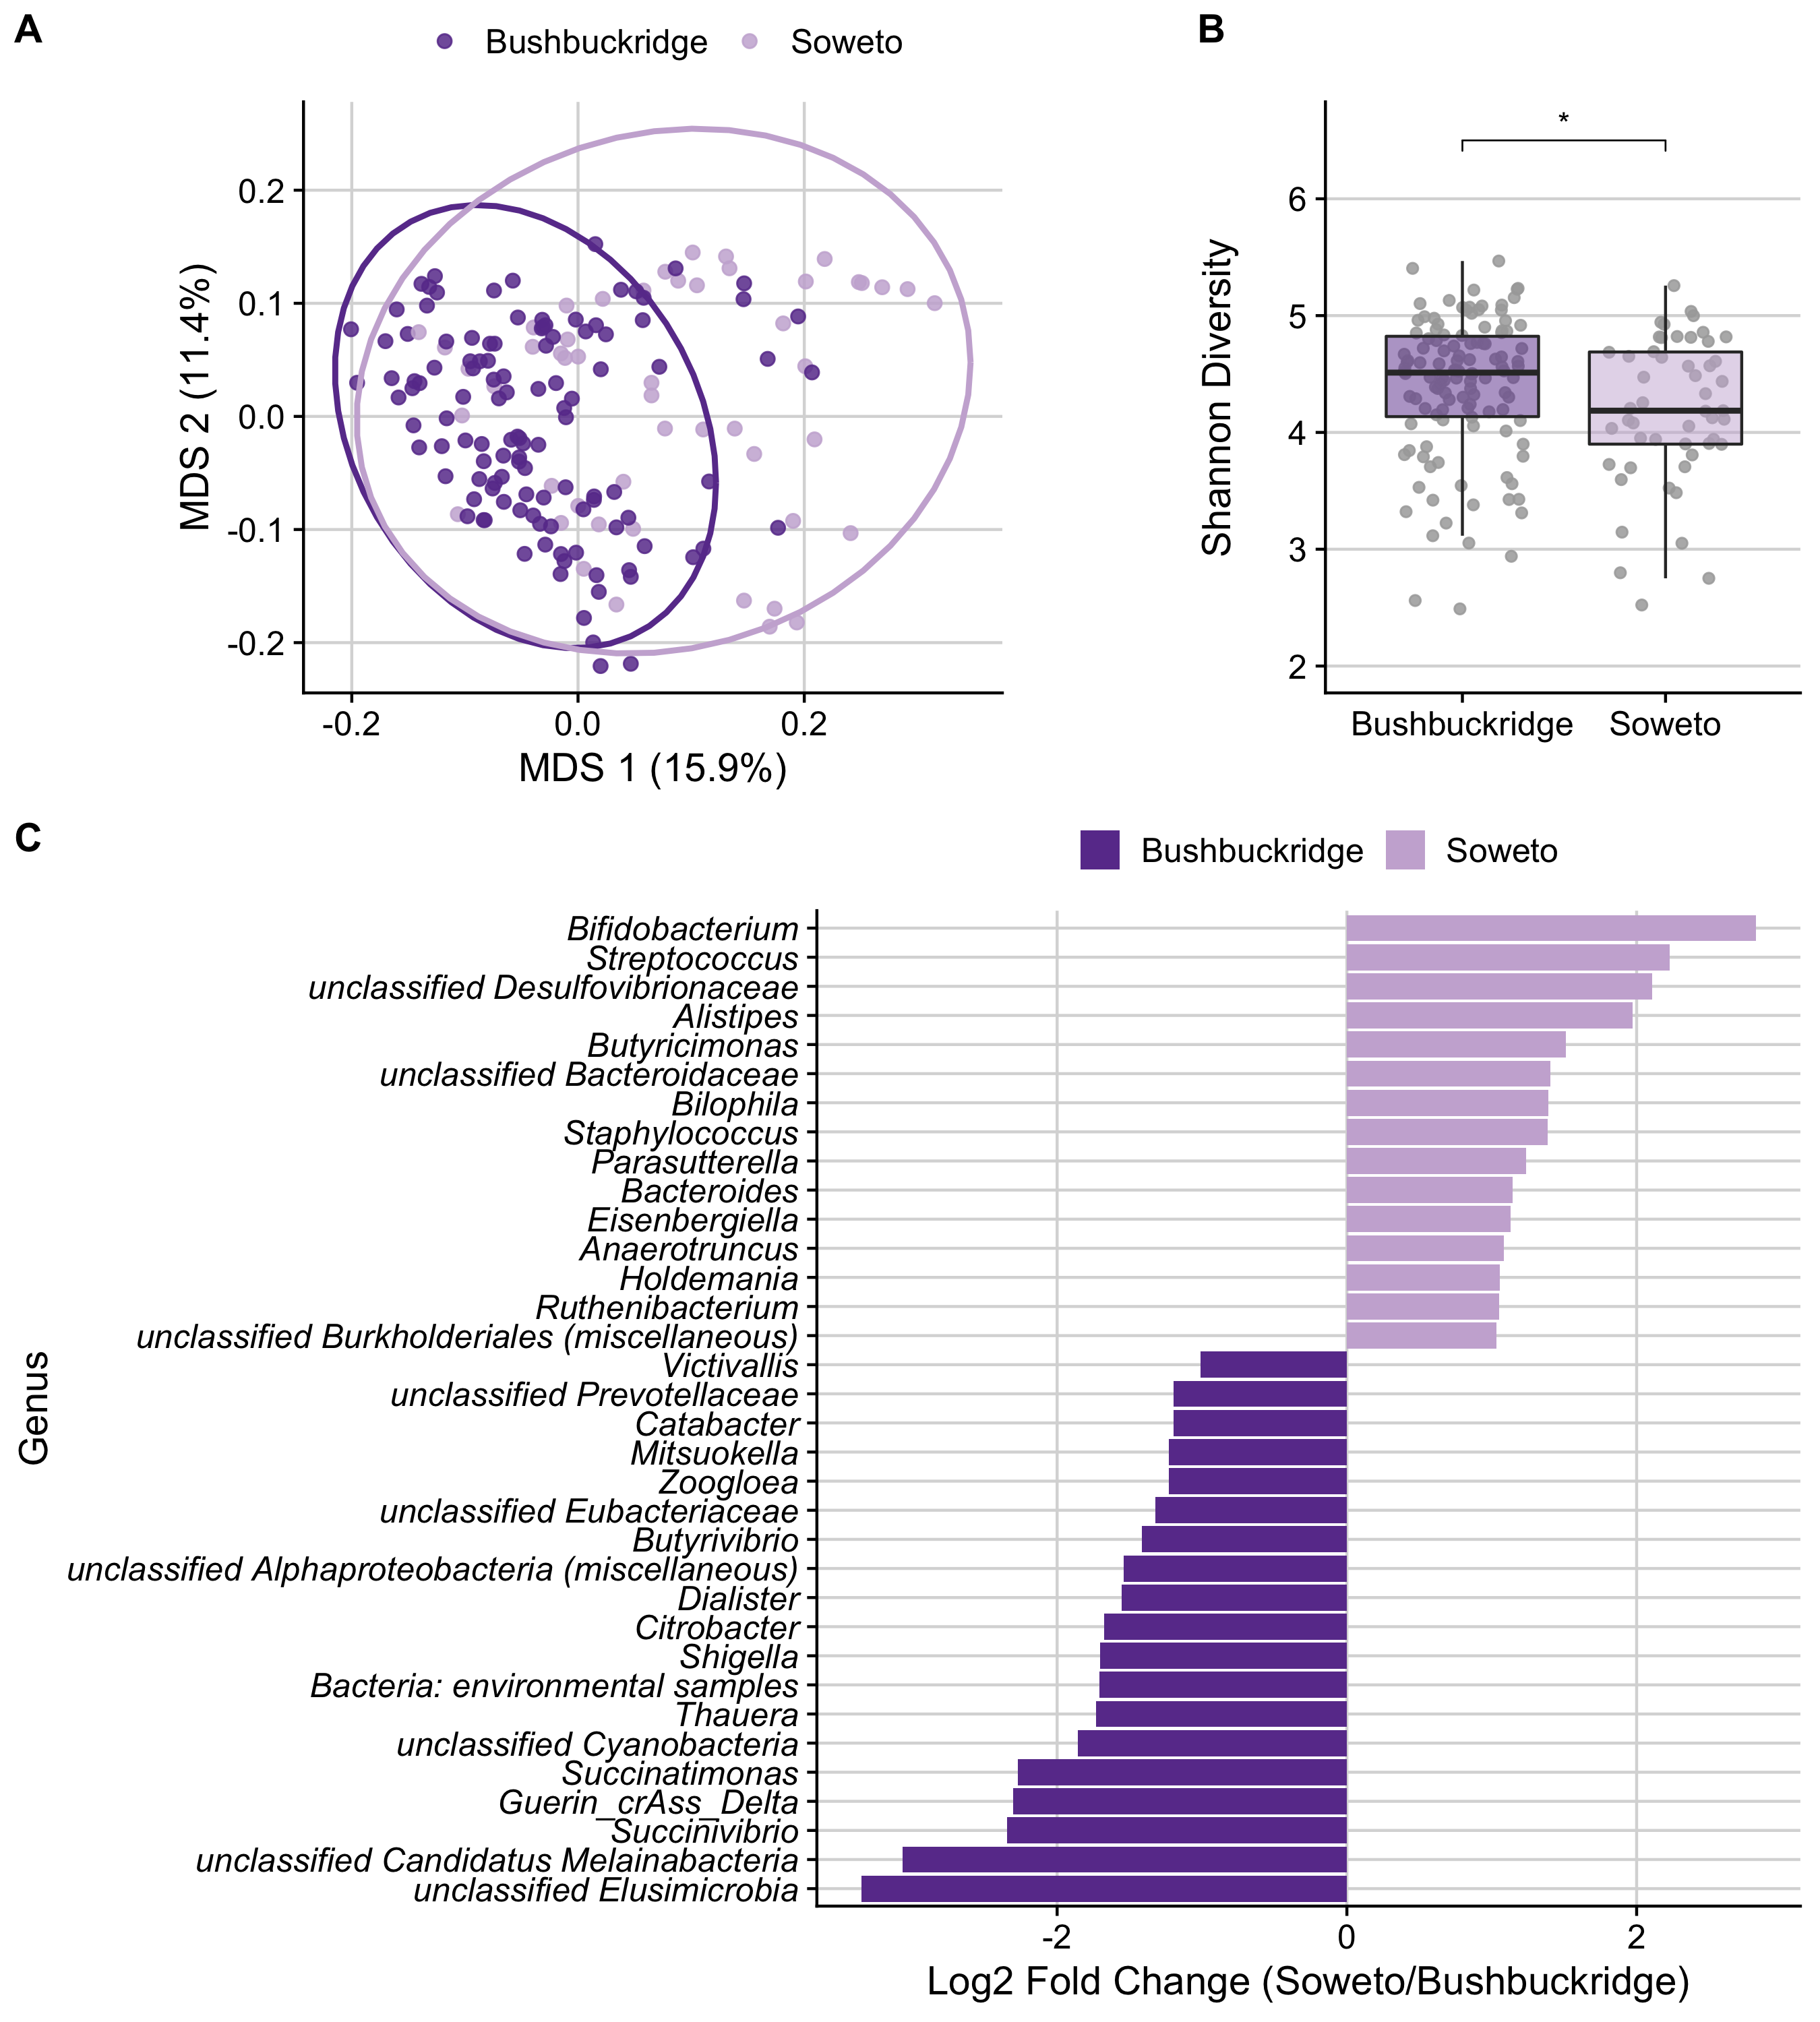 A
Bushbuckridge Soweto
MDS 2 (11.4%)
0.2
0.1
0.0
-0.1
-0.2
-0.2 0.0 0.2
MDS 1 (15.9%)
B
*
Shannon Diversity
6
5
4
3
2
Bushbuckridge Soweto
C
Bushbuckridge Soweto
Genus
Bifidobacterium
Streptococcus
unclassified Desulfovibrionaceae
Alistipes
Butyricimonas
unclassified Bacteroidaceae
Bilophila
Staphylococcus
Parasutterella
Bacteroides
Eisenbergiella
Anaerotruncus
Holdemania
Ruthenibacterium
unclassified Burkholderiales (miscellaneous)
Victivallis
unclassified Prevotellaceae
Catabacter
Mitsuokella
Zoogloea
unclassified Eubacteriaceae
Butyrivibrio
unclassified Alphaproteobacteria (miscellaneous)
Dialister
Citrobacter
Shigella
Bacteria: environmental samples
Thauera
unclassified Cyanobacteria
Succinatimonas
Guerin_crAss_Delta
Succinivibrio
unclassified Candidatus Melainabacteria
unclassified Elusimicrobia
-2 0 2
Log2 Fold Change (Soweto/Bushbuckridge)